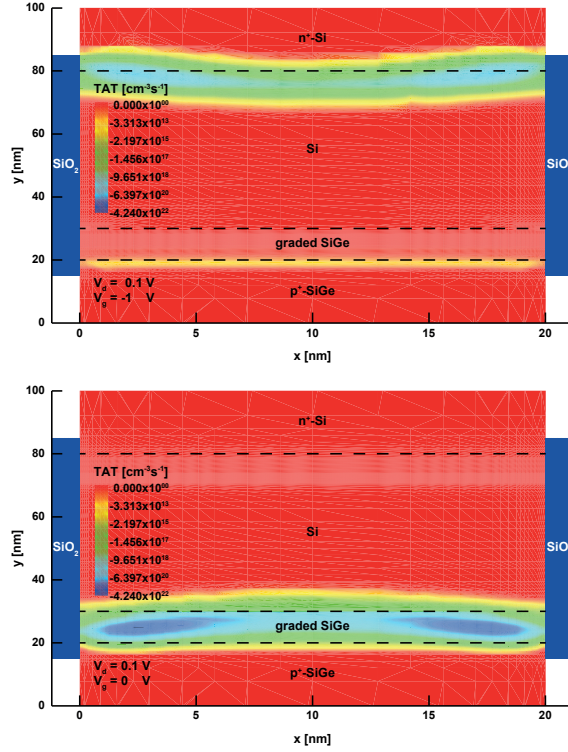 100
n⁺-Si
80
TAT [cm⁻³s⁻¹]
0.000x10⁰⁰
-3.313x10¹³
-2.197x10¹⁵
-1.456x10¹⁷
-9.651x10¹⁸
-6.397x10²⁰
-4.240x10²²
60
y [nm]
Si
SiO₂
SiO
40
graded SiGe
20
V_d = 0.1 V
V_g = -1 V
p⁺-SiGe
0
0 5 10 15 20
x [nm]
100
n⁺-Si
80
TAT [cm⁻³s⁻¹]
0.000x10⁰⁰
-3.313x10¹³
-2.197x10¹⁵
-1.456x10¹⁷
-9.651x10¹⁸
-6.397x10²⁰
-4.240x10²²
60
y [nm]
Si
SiO₂
SiO
40
graded SiGe
20
V_d = 0.1 V
V_g = 0 V
p⁺-SiGe
0
0 5 10 15 20
x [nm]